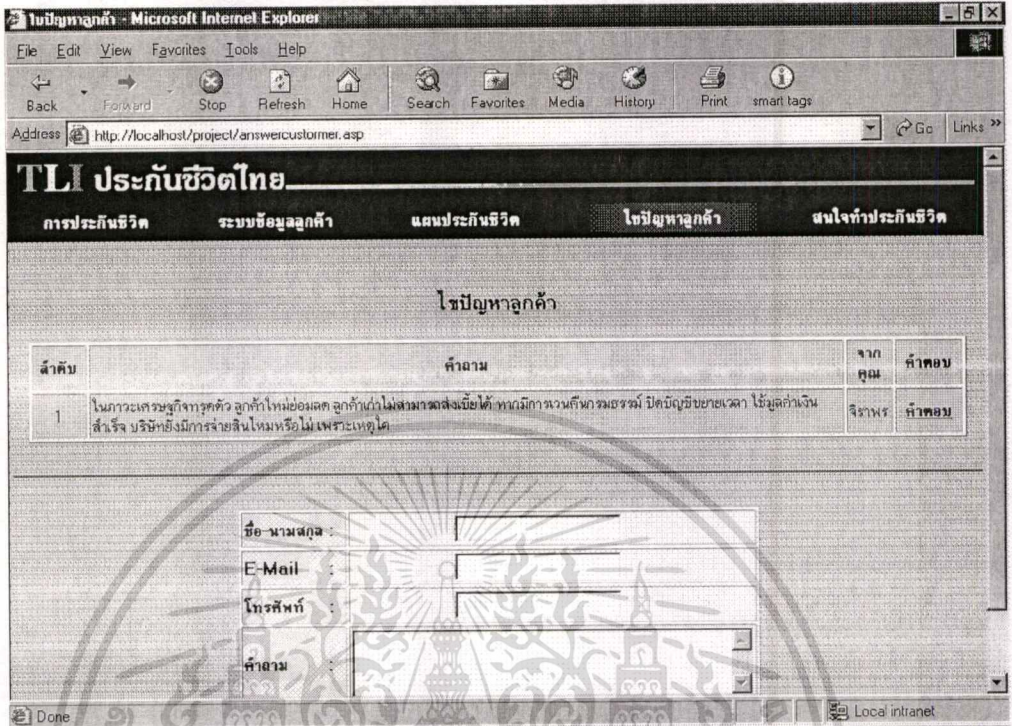 ไขปัญหาลูกค้า - Microsoft Internet Explorer
File Edit View Favorites Tools Help
Back Forward Stop Refresh Home Search Favorites Media History Print smart tags
Address http://localhost/project/answercustormer.asp Go Links »
TLI ประกันชีวิตไทย
การประกันชีวิต ระบบข้อมูลลูกค้า แผนประกันชีวิต ไขปัญหาลูกค้า สนใจทำประกันชีวิต
ไขปัญหาลูกค้า
ลำดับ คำถาม จากคุณ คำตอบ
1 ในภาวะเศรษฐกิจทรุดตัว ลูกค้าใหม่ย่อมลด ลูกค้าเก่าไม่สามารถส่งเบี้ยได้ หากมีการเวนคืนกรมธรรม์ ปิดบัญชีขยายเวลา ใช้มูลค่าเงิน
สำเร็จ บริษัทยังมีการจ่ายสินไหมหรือไม่ เพราะเหตุใด จิราพร คำตอบ
ชื่อ-นามสกุล :
E-Mail :
โทรศัพท์ :
คำถาม :
Done Local intranet